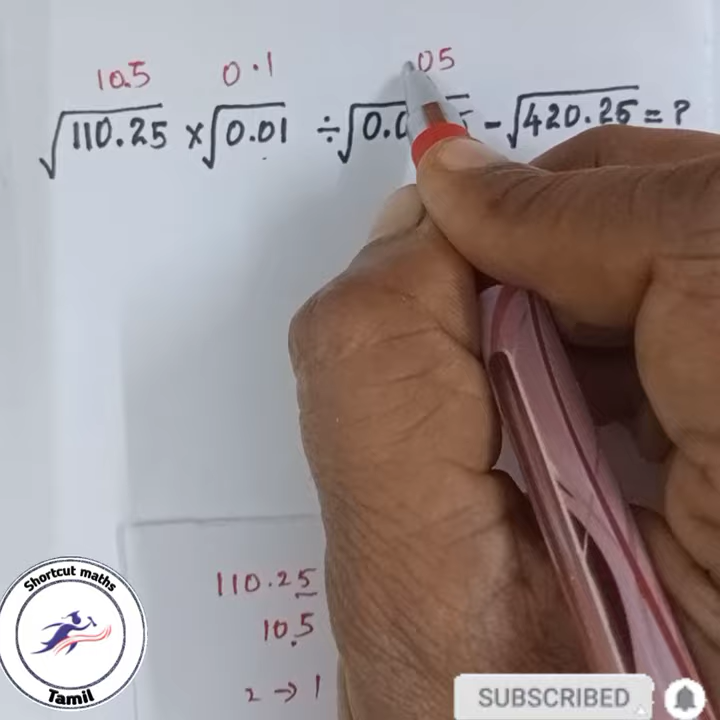 10.5 0.1 .05
√110.25 × √0.01 ÷ √0.0 - √420.25 = ?
110.25
10.5
2 → 1
Shortcut maths
Tamil
SUBSCRIBED